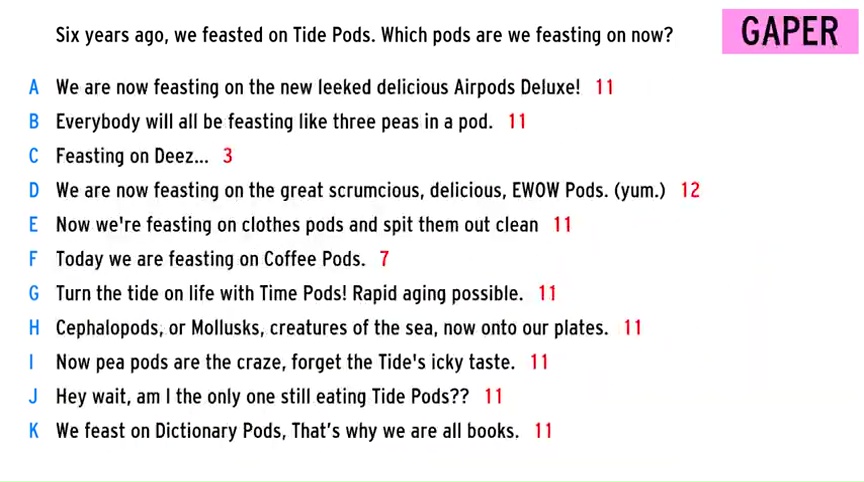 Six years ago, we feasted on Tide Pods. Which pods are we feasting on now?
GAPER
A We are now feasting on the new leeked delicious Airpods Deluxe! 11
B Everybody will all be feasting like three peas in a pod. 11
C Feasting on Deez... 3
D We are now feasting on the great scrumcious, delicious, EWOW Pods. (yum.) 12
E Now we're feasting on clothes pods and spit them out clean 11
F Today we are feasting on Coffee Pods. 7
G Turn the tide on life with Time Pods! Rapid aging possible. 11
H Cephalopods, or Mollusks, creatures of the sea, now onto our plates. 11
I Now pea pods are the craze, forget the Tide's icky taste. 11
J Hey wait, am I the only one still eating Tide Pods?? 11
K We feast on Dictionary Pods, That's why we are all books. 11